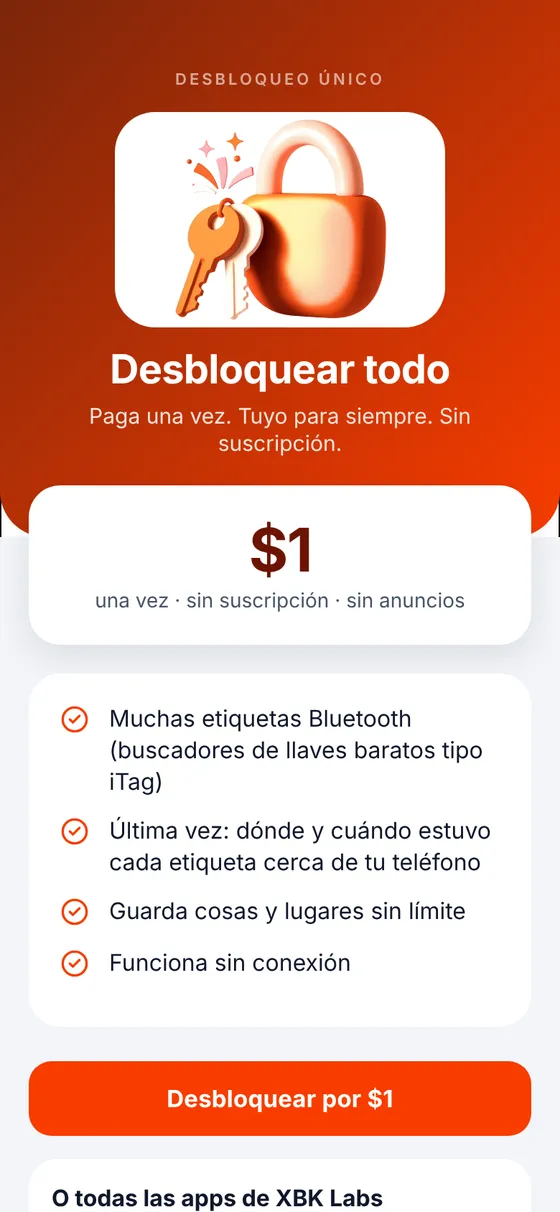 DESBLOQUEO ÚNICO
Desbloquear todo
Paga una vez. Tuyo para siempre. Sin
suscripción.
$1
una vez · sin suscripción · sin anuncios
Muchas etiquetas Bluetooth
(buscadores de llaves baratos tipo
iTag)
Última vez: dónde y cuándo estuvo
cada etiqueta cerca de tu teléfono
Guarda cosas y lugares sin límite
Funciona sin conexión
Desbloquear por $1
O todas las apps de XBK Labs